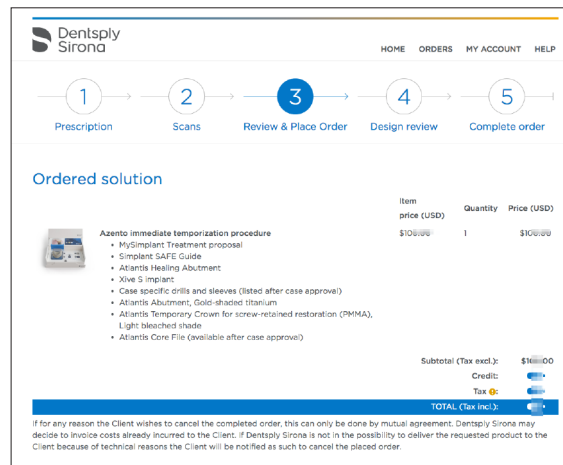 Dentsply
Sirona
HOME ORDERS MY ACCOUNT HELP
1 2 3 4 5
Prescription Scans Review & Place Order Design review Complete order
Ordered solution
Item
price (USD) Quantity Price (USD)
Azento immediate temporization procedure 1
• MySimplant Treatment proposal
• Simplant SAFE Guide
• Atlantis Healing Abutment
• Xive S implant
• Case specific drills and sleeves (listed after case approval)
• Atlantis Abutment, Gold-shaded titanium
• Atlantis Temporary Crown for screw-retained restoration (PMMA),
Light bleached shade
• Atlantis Core File (available after case approval)
Subtotal (Tax excl.):
Credit:
Tax :
TOTAL (Tax incl.):
If for any reason the Client wishes to cancel the completed order, this can only be done by mutual agreement. Dentsply Sirona may
decide to invoice costs already incurred to the Client. If Dentsply Sirona is not in the possibility to deliver the requested product to the
Client because of technical reasons the Client will be notified as such to cancel the placed order.